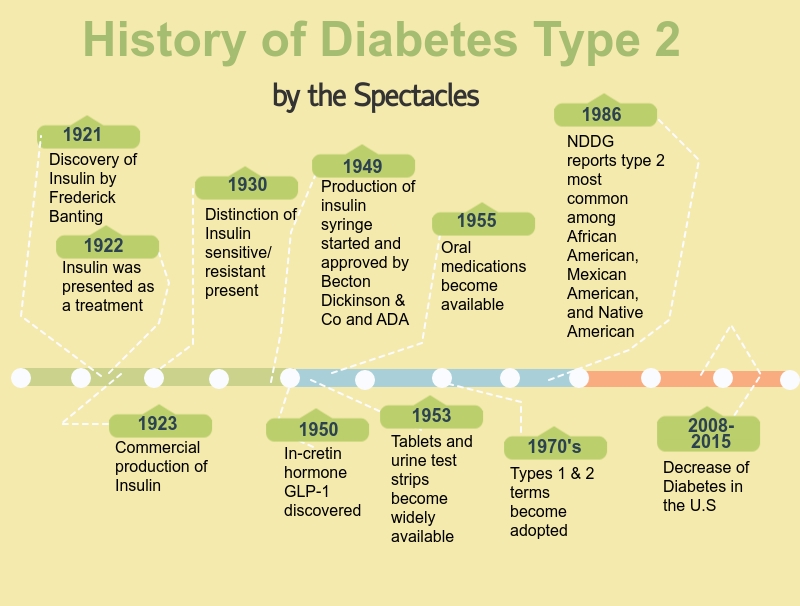 History of Diabetes Type 2
by the Spectacles
1921
Discovery of
Insulin by
Frederick
Banting
1922
Insulin was
presented as
a treatment
1930
Distinction of
Insulin
sensitive/
resistant
present
1949
Production of
insulin
syringe
started and
approved by
Becton
Dickinson &
Co and ADA
1955
Oral
medications
become
available
1986
NDDG
reports type 2
most
common
among
African
American,
Mexican
American,
and Native
American
1923
Commercial
production of
Insulin
1950
In-cretin
hormone
GLP-1
discovered
1953
Tablets and
urine test
strips
become
widely
available
1970's
Types 1 & 2
terms
become
adopted
2008-
2015
Decrease of
Diabetes in
the U.S